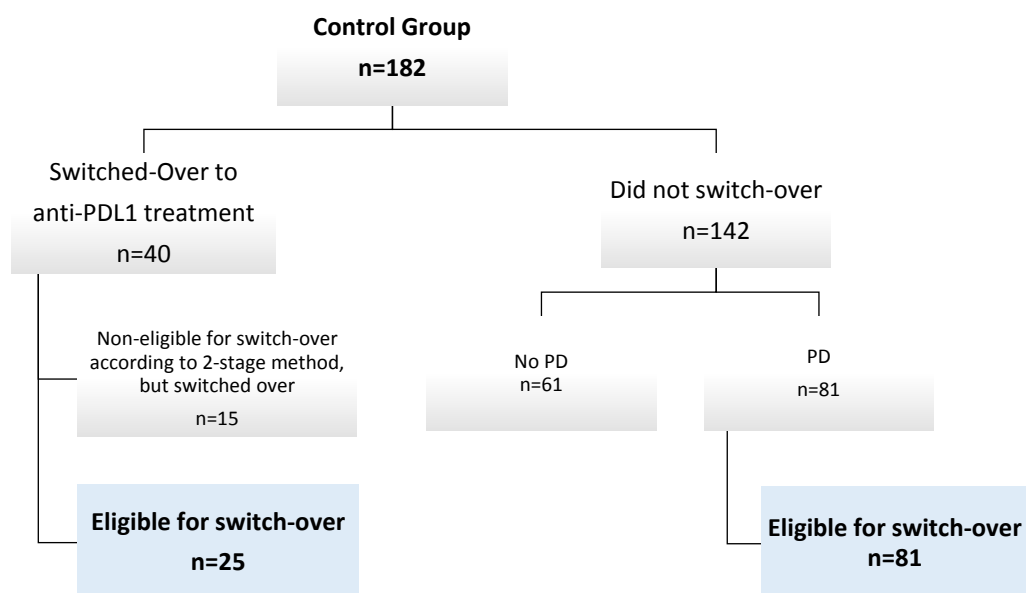 Control Group
n=182
Switched-Over to
anti-PDL1 treatment
n=40
Did not switch-over
n=142
Non-eligible for switch-over
according to 2-stage method,
but switched over
n=15
No PD
n=61
PD
n=81
Eligible for switch-over
n=25
Eligible for switch-over
n=81